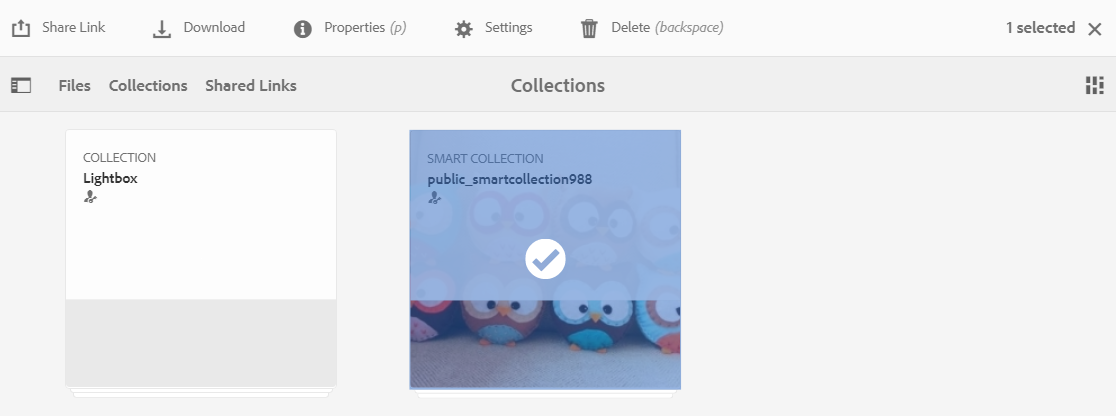 Share Link Download Properties (p) Settings Delete (backspace) 1 selected
Files Collections Shared Links Collections
COLLECTION
Lightbox
SMART COLLECTION
public_smartcollection988